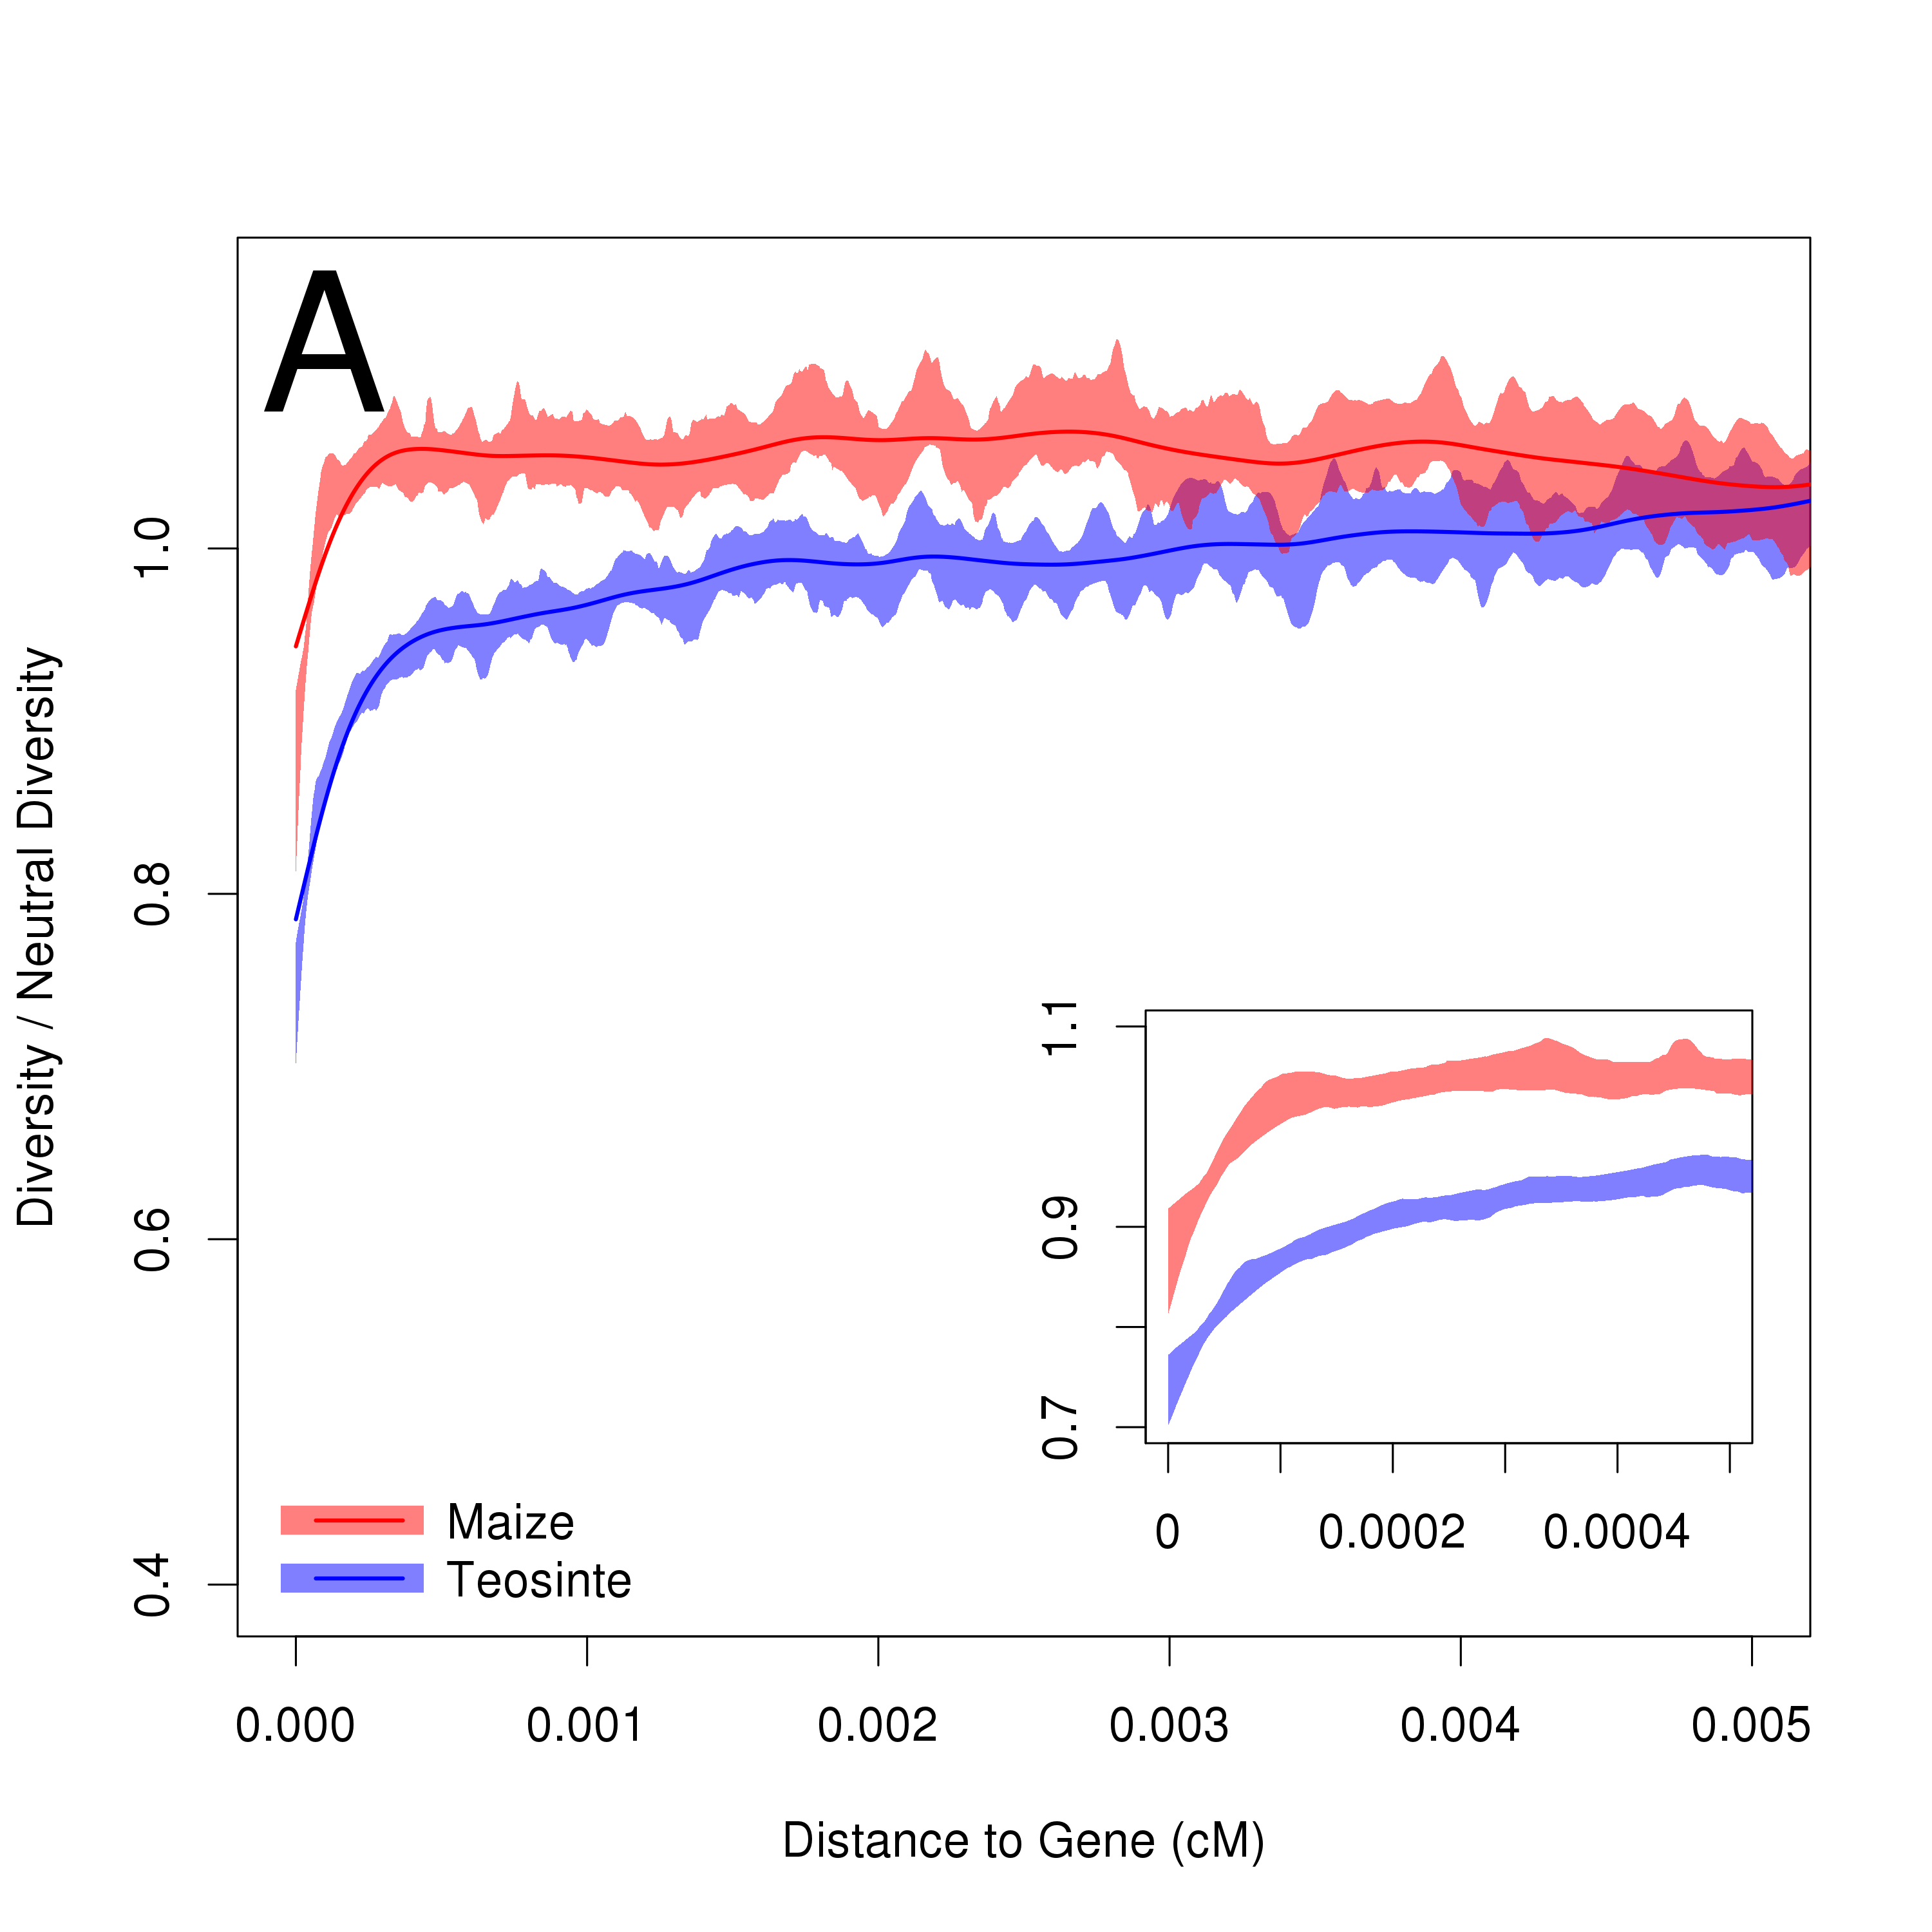 A
Diversity / Neutral Diversity
1.0
0.8
0.6
0.4
1.1
0.9
0.7
0 0.0002 0.0004
Maize
Teosinte
0.000 0.001 0.002 0.003 0.004 0.005
Distance to Gene (cM)